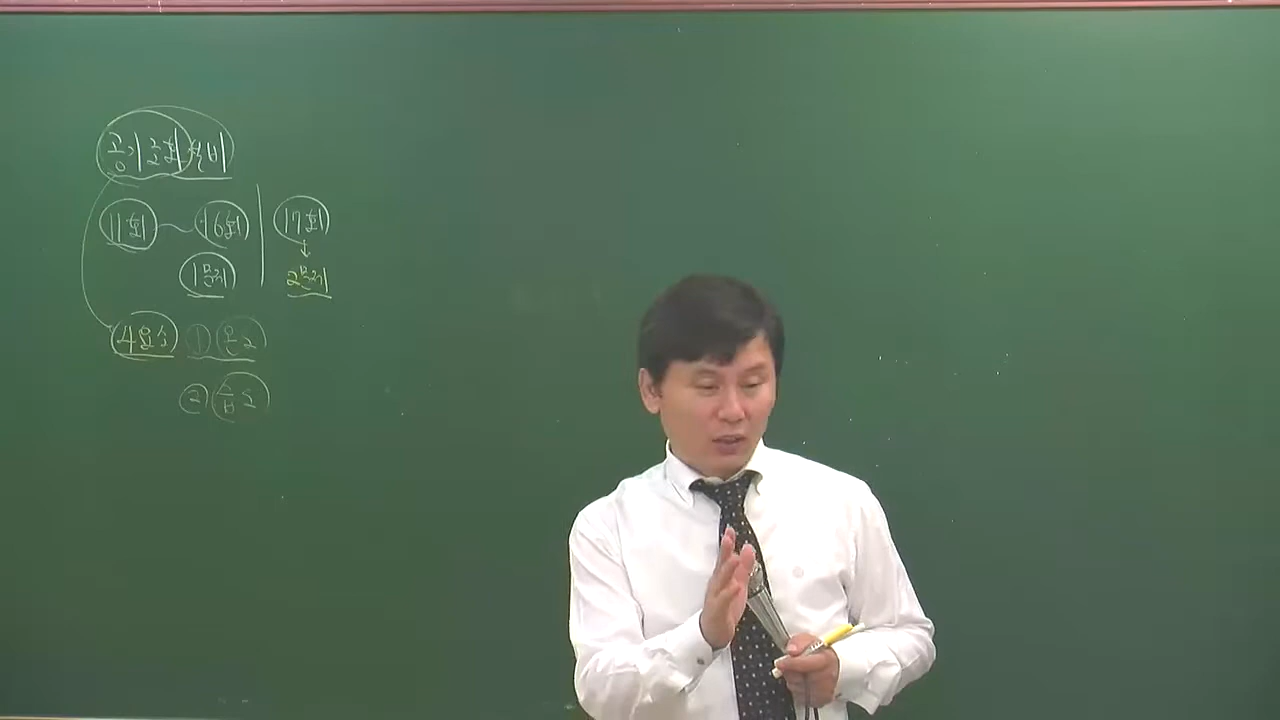 공기조화설비
11회 ~ 16회 | 17회
1문제 ↓ 2문제
4요소 ① 온도
② 습도